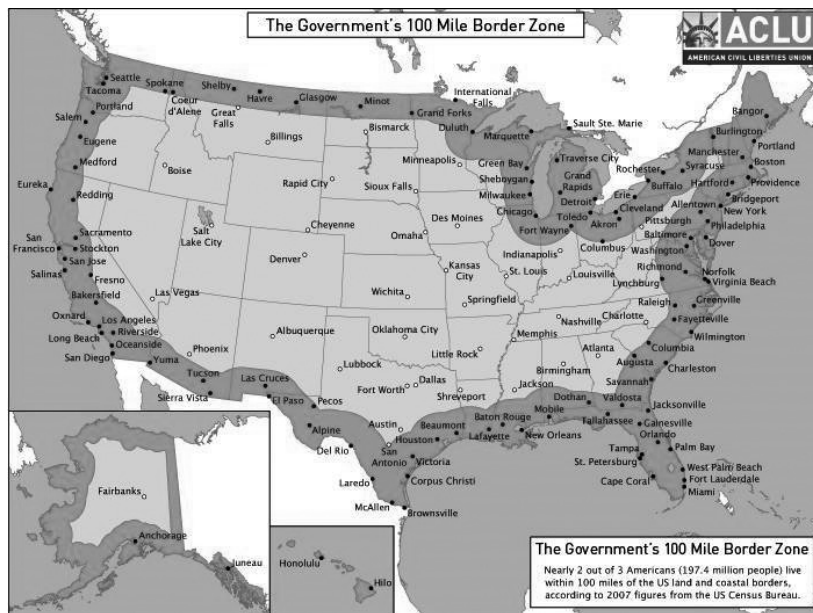 The Government's 100 Mile Border Zone
ACLU
AMERICAN CIVIL LIBERTIES UNION
Seattle
Tacoma
Spokane
Coeur
d'Alene
Shelby
Havre
Glasgow
Minot
Grand Forks
International
Falls
Duluth
Marquette
Sault Ste. Marie
Bangor
Burlington
Portland
Portland
Salem
Eugene
Medford
Great
Falls
Billings
Bismarck
Minneapolis
Green Bay
Sheboygan
Milwaukee
Chicago
Traverse City
Grand
Rapids
Detroit
Toledo
Fort Wayne
Rochester
Buffalo
Erie
Cleveland
Akron
Columbus
Manchester
Syracuse
Boston
Hartford
Providence
Bridgeport
Allentown
New York
Philadelphia
Pittsburgh
Baltimore
Dover
Washington
Boise
Rapid City
Sioux Falls
Eureka
Redding
Cheyenne
Omaha
Des Moines
Indianapolis
Richmond
Norfolk
Virginia Beach
Lynchburg
Salt
Lake City
Denver
Sacramento
San
Francisco
Stockton
San Jose
Salinas
Fresno
Bakersfield
Las Vegas
Kansas
City
St. Louis
Louisville
Wichita
Springfield
Raleigh
Greenville
Nashville
Charlotte
Fayetteville
Wilmington
Oxnard
Los Angeles
Long Beach
Riverside
Oceanside
San Diego
Yuma
Phoenix
Albuquerque
Oklahoma City
Little Rock
Memphis
Atlanta
Columbia
Birmingham
Augusta
Charleston
Savannah
Tucson
Sierra Vista
Las Cruces
El Paso
Pecos
Lubbock
Fort Worth
Dallas
Shreveport
Jackson
Dothan
Valdosta
Mobile
Jacksonville
Tallahassee
Gainesville
Baton Rouge
Beaumont
Lafayette
New Orleans
Austin
Houston
Alpine
Del Rio
San
Antonio
Victoria
Orlando
Tampa
St. Petersburg
Palm Bay
Laredo
Corpus Christi
McAllen
Brownsville
Cape Coral
West Palm Beach
Fort Lauderdale
Miami
Fairbanks
Anchorage
Juneau
Honolulu
Hilo
The Government's 100 Mile Border Zone
Nearly 2 out of 3 Americans (197.4 million people) live
within 100 miles of the US land and coastal borders,
according to 2007 figures from the US Census Bureau.